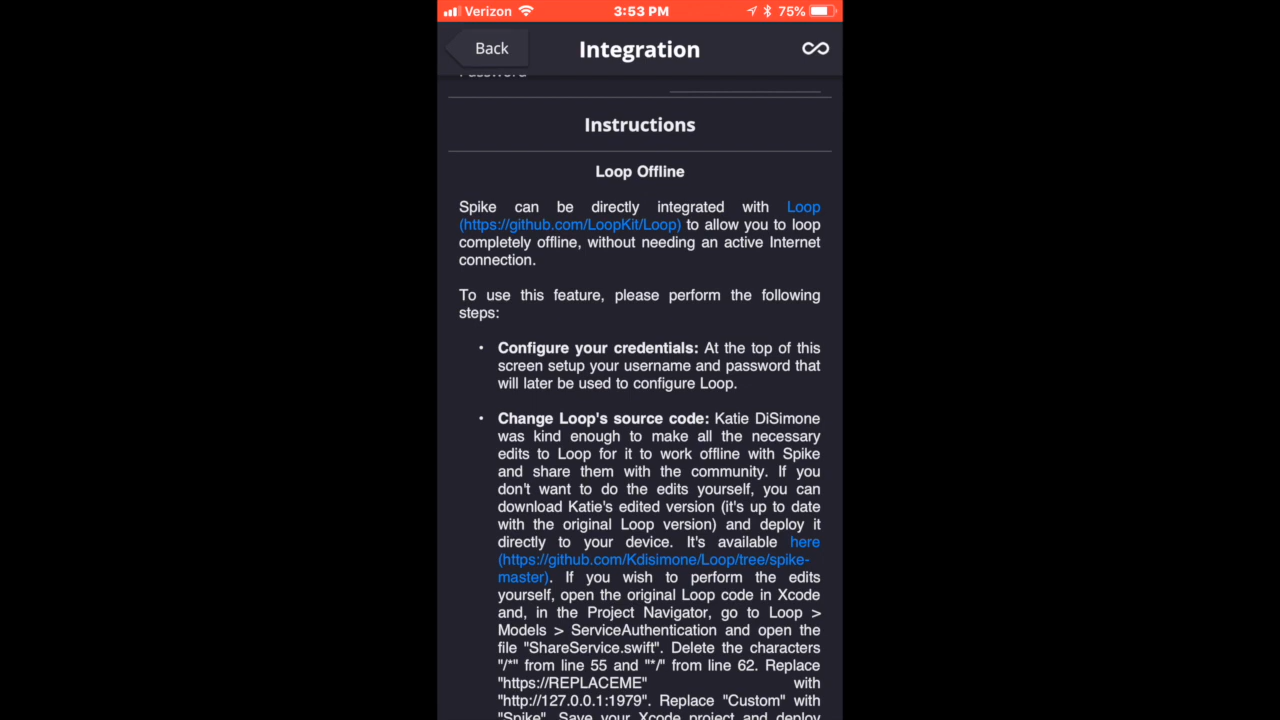 Verizon 3:53 PM 75%
Back Integration
Password
Instructions
Loop Offline
Spike can be directly integrated with Loop
(https://github.com/LoopKit/Loop) to allow you to loop
completely offline, without needing an active Internet
connection.
To use this feature, please perform the following
steps:
• Configure your credentials: At the top of this
screen setup your username and password that
will later be used to configure Loop.
• Change Loop's source code: Katie DiSimone
was kind enough to make all the necessary
edits to Loop for it to work offline with Spike
and share them with the community. If you
don't want to do the edits yourself, you can
download Katie's edited version (it's up to date
with the original Loop version) and deploy it
directly to your device. It's available here
(https://github.com/Kdisimone/Loop/tree/spike-
master). If you wish to perform the edits
yourself, open the original Loop code in Xcode
and, in the Project Navigator, go to Loop >
Models > ServiceAuthentication and open the
file "ShareService.swift". Delete the characters
"/*" from line 55 and "*/" from line 62. Replace
"https://REPLACEME" with
"http://127.0.0.1:1979". Replace "Custom" with
"Spike". Save your Xcode project and deploy